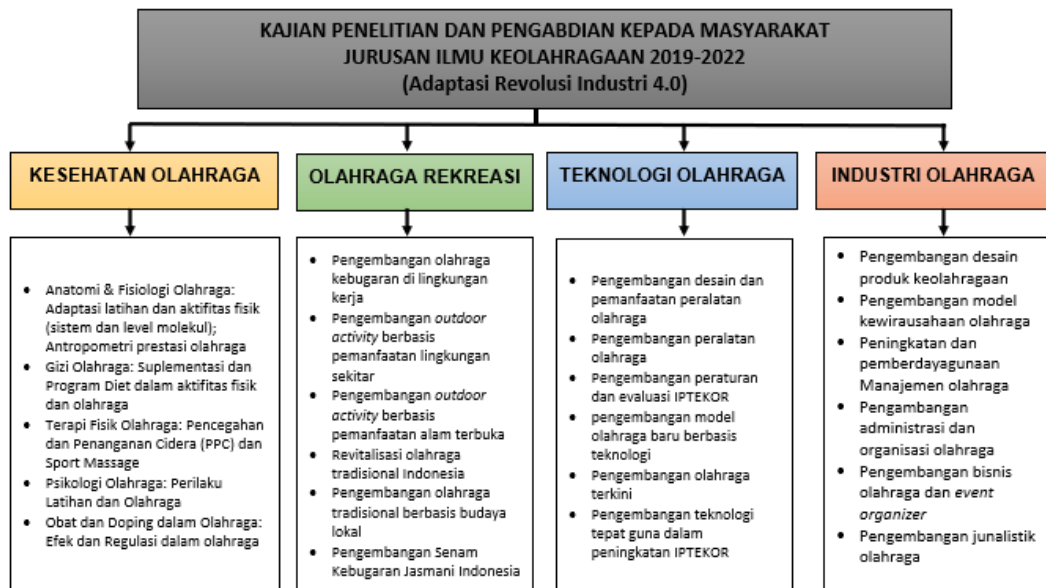 KAJIAN PENELITIAN DAN PENGABDIAN KEPADA MASYARAKAT
JURUSAN ILMU KEOLAHRAGAAN 2019-2022
(Adaptasi Revolusi Industri 4.0)
KESEHATAN OLAHRAGA
• Anatomi & Fisiologi Olahraga:
Adaptasi latihan dan aktifitas fisik
(sistem dan level molekul);
Antropometri prestasi olahraga
• Gizi Olahraga: Suplementasi dan
Program Diet dalam aktifitas fisik
dan olahraga
• Terapi Fisik Olahraga: Pencegahan
dan Penanganan Cidera (PPC) dan
Sport Massage
• Psikologi Olahraga: Perilaku
Latihan dan Olahraga
• Obat dan Doping dalam Olahraga:
Efek dan Regulasi dalam olahraga
OLAHRAGA REKREASI
• Pengembangan olahraga
kebugaran di lingkungan
kerja
• Pengembangan outdoor
activity berbasis
pemanfaatan lingkungan
sekitar
• Pengembangan outdoor
activity berbasis
pemanfaatan alam terbuka
• Revitalisasi olahraga
tradisional Indonesia
• Pengembangan olahraga
tradisional berbasis budaya
lokal
• Pengembangan Senam
Kebugaran Jasmani Indonesia
TEKNOLOGI OLAHRAGA
• Pengembangan desain dan
pemanfaatan peralatan
olahraga
• Pengembangan peralatan
olahraga
• Pengembangan peraturan
dan evaluasi IPTEKOR
• pengembangan model
olahraga baru berbasis
teknologi
• Pengembangan olahraga
terkini
• Pengembangan teknologi
tepat guna dalam
peningkatan IPTEKOR
INDUSTRI OLAHRAGA
• Pengembangan desain
produk keolahragaan
• Pengembangan model
kewirausahaan olahraga
• Peningkatan dan
pemberdayagunaan
Manajemen olahraga
• Pengambangan
administrasi dan
organisasi olahraga
• Pengembangan bisnis
olahraga dan event
organizer
• Pengembangan junalistik
olahraga